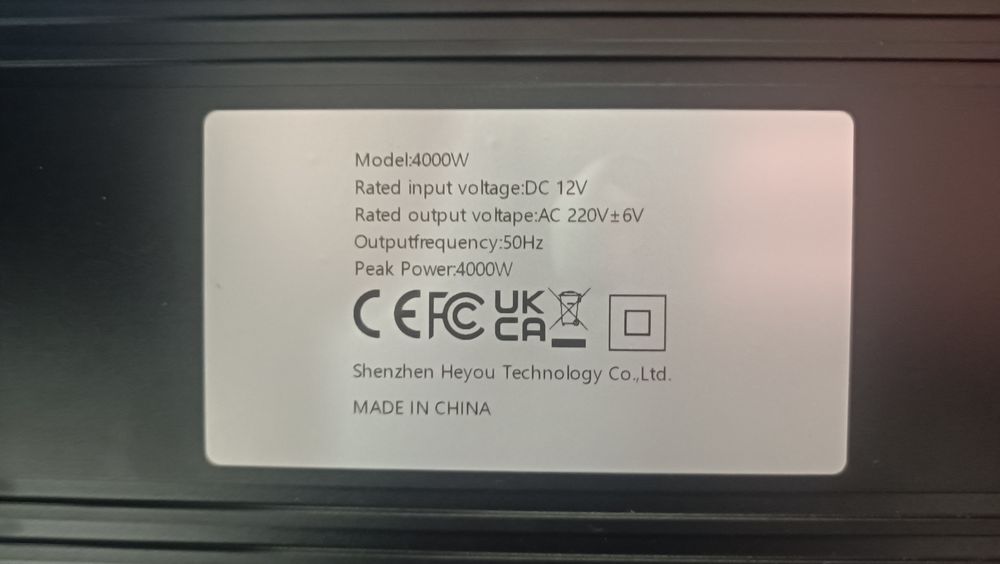 Model:4000W
Rated input voltage:DC 12V
Rated output voltape:AC 220V±6V
Outputfrequency:50Hz
Peak Power:4000W
CE FC UK CA
Shenzhen Heyou Technology Co.,Ltd.
MADE IN CHINA